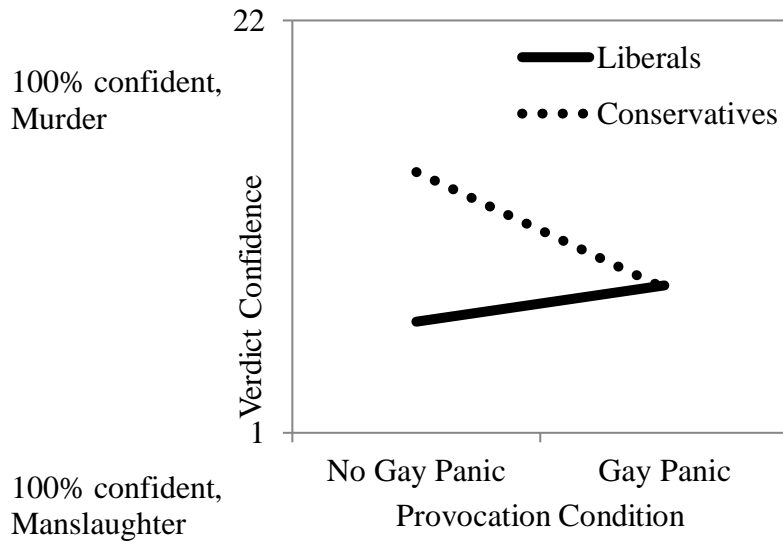 22
100% confident,
Murder
Liberals
Conservatives
Verdict Confidence
1
No Gay Panic
Gay Panic
100% confident,
Manslaughter
Provocation Condition